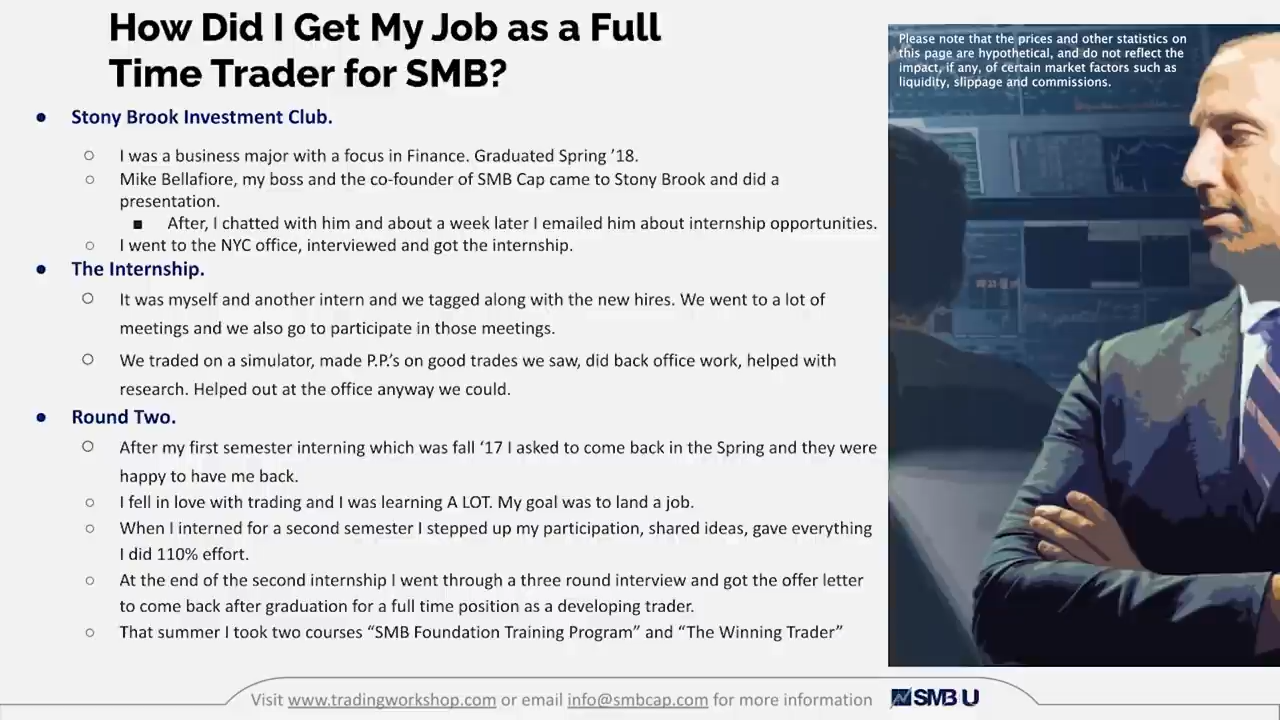 How Did I Get My Job as a Full
Time Trader for SMB?
Please note that the prices and other statistics on
this page are hypothetical, and do not reflect the
impact, if any, of certain market factors such as
liquidity, slippage and commissions.
● Stony Brook Investment Club.
○ I was a business major with a focus in Finance. Graduated Spring ’18.
○ Mike Bellafiore, my boss and the co-founder of SMB Cap came to Stony Brook and did a
presentation.
■ After, I chatted with him and about a week later I emailed him about internship opportunities.
○ I went to the NYC office, interviewed and got the internship.
● The Internship.
○ It was myself and another intern and we tagged along with the new hires. We went to a lot of
meetings and we also go to participate in those meetings.
○ We traded on a simulator, made P.P.’s on good trades we saw, did back office work, helped with
research. Helped out at the office anyway we could.
● Round Two.
○ After my first semester interning which was fall ‘17 I asked to come back in the Spring and they were
happy to have me back.
○ I fell in love with trading and I was learning A LOT. My goal was to land a job.
○ When I interned for a second semester I stepped up my participation, shared ideas, gave everything
I did 110% effort.
○ At the end of the second internship I went through a three round interview and got the offer letter
to come back after graduation for a full time position as a developing trader.
○ That summer I took two courses “SMB Foundation Training Program” and “The Winning Trader”
Visit www.tradingworkshop.com or email info@smbcap.com for more information
SMB U